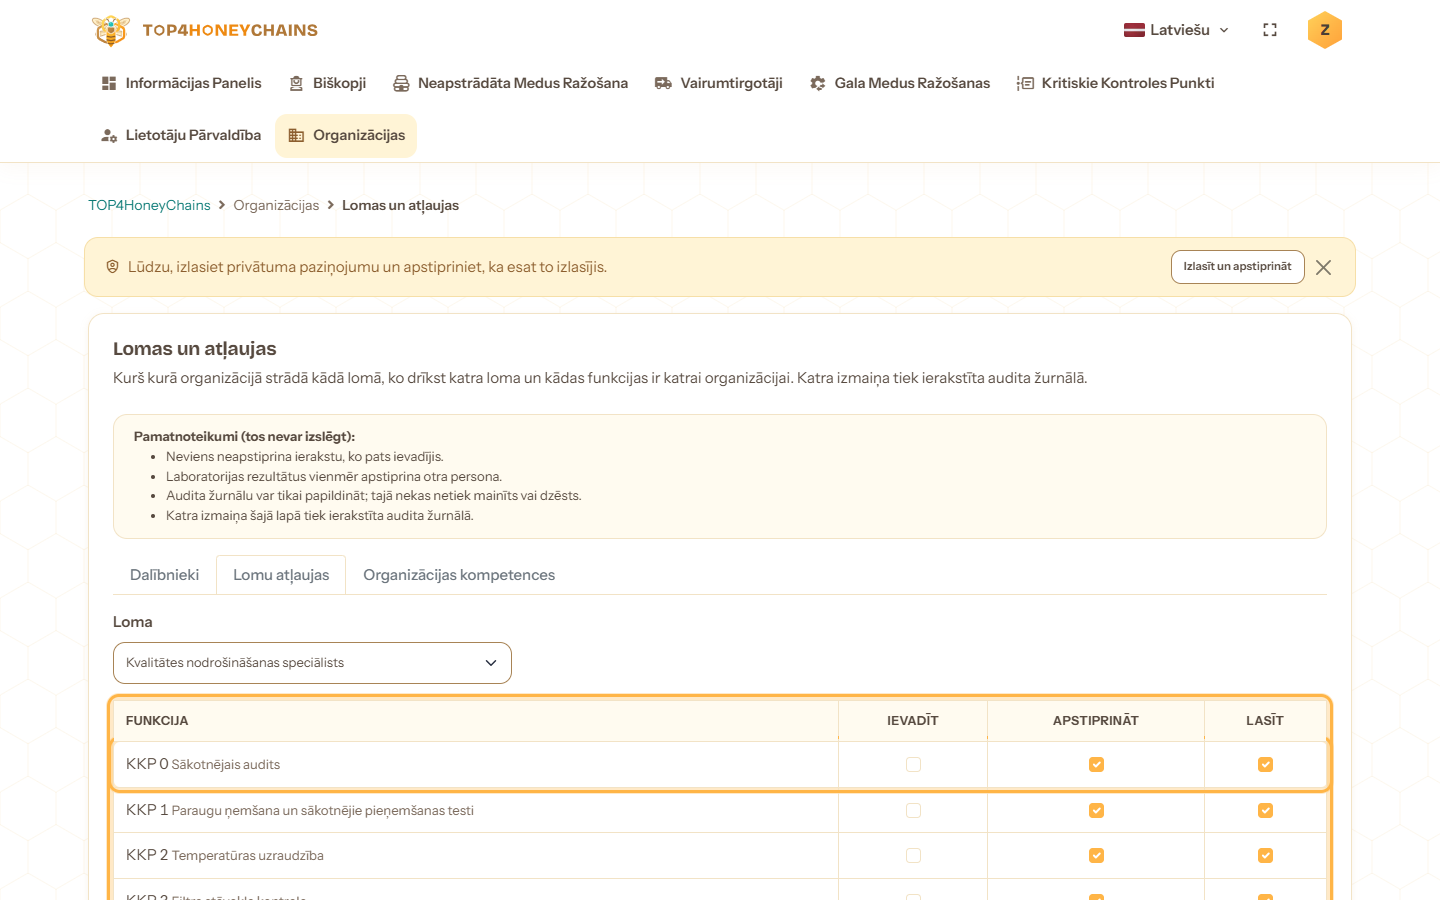 TOP4HONEYCHAINS
Latviešu
Z
Informācijas Panelis
Biškopji
Neapstrādāta Medus Ražošana
Vairumtirgotāji
Gala Medus Ražošanas
Kritiskie Kontroles Punkti
Lietotāju Pārvaldība
Organizācijas
TOP4HoneyChains > Organizācijas > Lomas un atļaujas
Lūdzu, izlasiet privātuma paziņojumu un apstipriniet, ka esat to izlasījis.
Izlasīt un apstiprināt
Lomas un atļaujas
Kurš kurā organizācijā strādā kādā lomā, ko drīkst katra loma un kādas funkcijas ir katrai organizācijai. Katra izmaiņa tiek ierakstīta audita žurnālā.
Pamatnoteikumi (tos nevar izslēgt):
• Neviens neapstiprina ierakstu, ko pats ievadījis.
• Laboratorijas rezultātus vienmēr apstiprina otra persona.
• Audita žurnālu var tikai papildināt; tajā nekas netiek mainīts vai dzēsts.
• Katra izmaiņa šajā lapā tiek ierakstīta audita žurnālā.
Dalībnieki
Lomu atļaujas
Organizācijas kompetences
Loma
Kvalitātes nodrošināšanas speciālists
FUNKCIJA IEVADĪT APSTIPRINĀT LASĪT
KKP 0 Sākotnējais audits
KKP 1 Paraugu ņemšana un sākotnējie pieņemšanas testi
KKP 2 Temperatūras uzraudzība